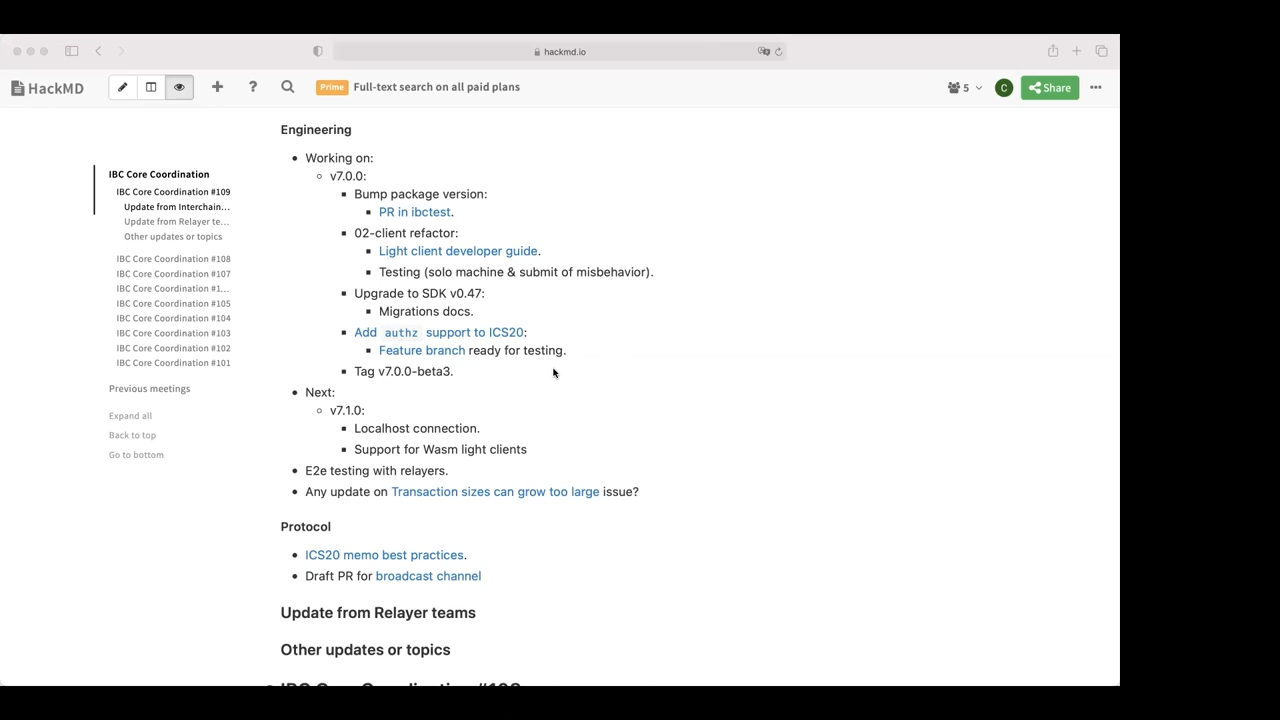 hackmd.io
HackMD
Prime Full-text search on all paid plans
5
C
Share
IBC Core Coordination
IBC Core Coordination #109
Update from Interchain...
Update from Relayer te...
Other updates or topics
IBC Core Coordination #108
IBC Core Coordination #107
IBC Core Coordination #1...
IBC Core Coordination #105
IBC Core Coordination #104
IBC Core Coordination #103
IBC Core Coordination #102
IBC Core Coordination #101
Previous meetings
Expand all
Back to top
Go to bottom
Engineering
Working on:
v7.0.0:
Bump package version:
PR in ibctest.
02-client refactor:
Light client developer guide.
Testing (solo machine & submit of misbehavior).
Upgrade to SDK v0.47:
Migrations docs.
Add authz support to ICS20:
Feature branch ready for testing.
Tag v7.0.0-beta3.
Next:
v7.1.0:
Localhost connection.
Support for Wasm light clients
E2e testing with relayers.
Any update on Transaction sizes can grow too large issue?
Protocol
ICS20 memo best practices.
Draft PR for broadcast channel
Update from Relayer teams
Other updates or topics
IBC Core Coordination #108